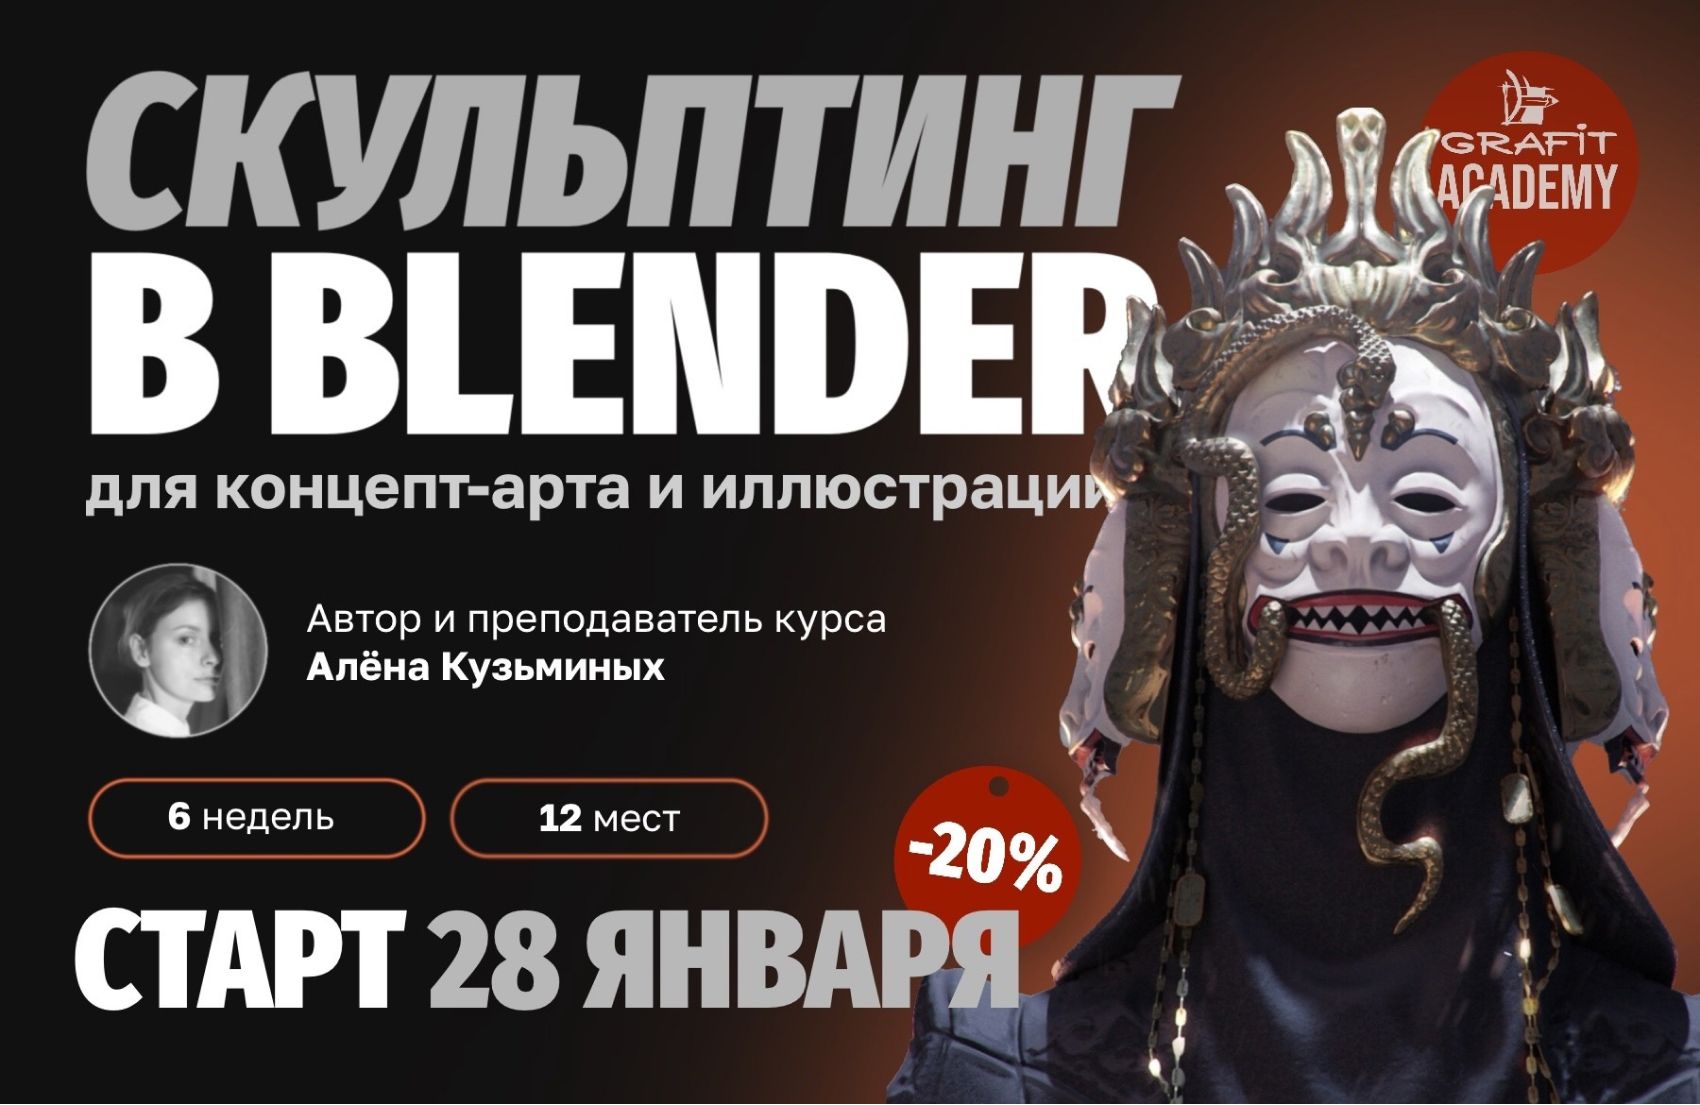 СКУЛЬПТИНГ
В BLENDER
для концепт-арта и иллюстрации
GRAFiT
ACADEMY
Автор и преподаватель курса
Алёна Кузьминых
6 недель
12 мест
-20%
СТАРТ 28 ЯНВАРЯ